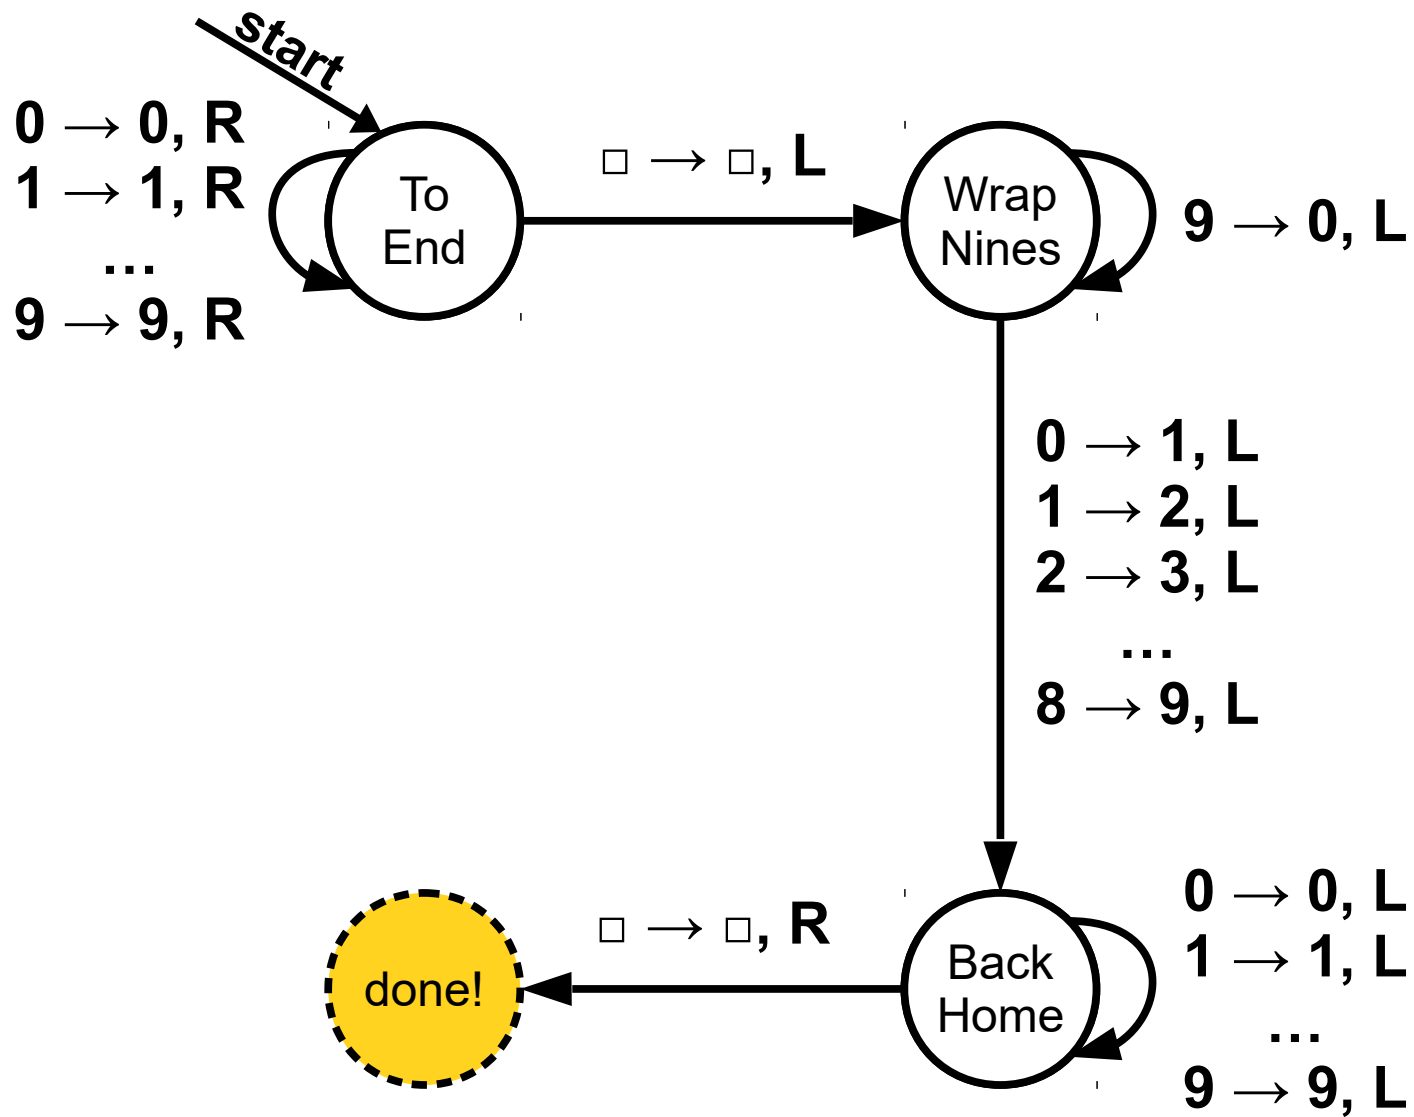 start
0 → 0, R
1 → 1, R
...
9 → 9, R
To
End
□ → □, L
Wrap
Nines
9 → 0, L
0 → 1, L
1 → 2, L
2 → 3, L
...
8 → 9, L
done!
□ → □, R
Back
Home
0 → 0, L
1 → 1, L
...
9 → 9, L